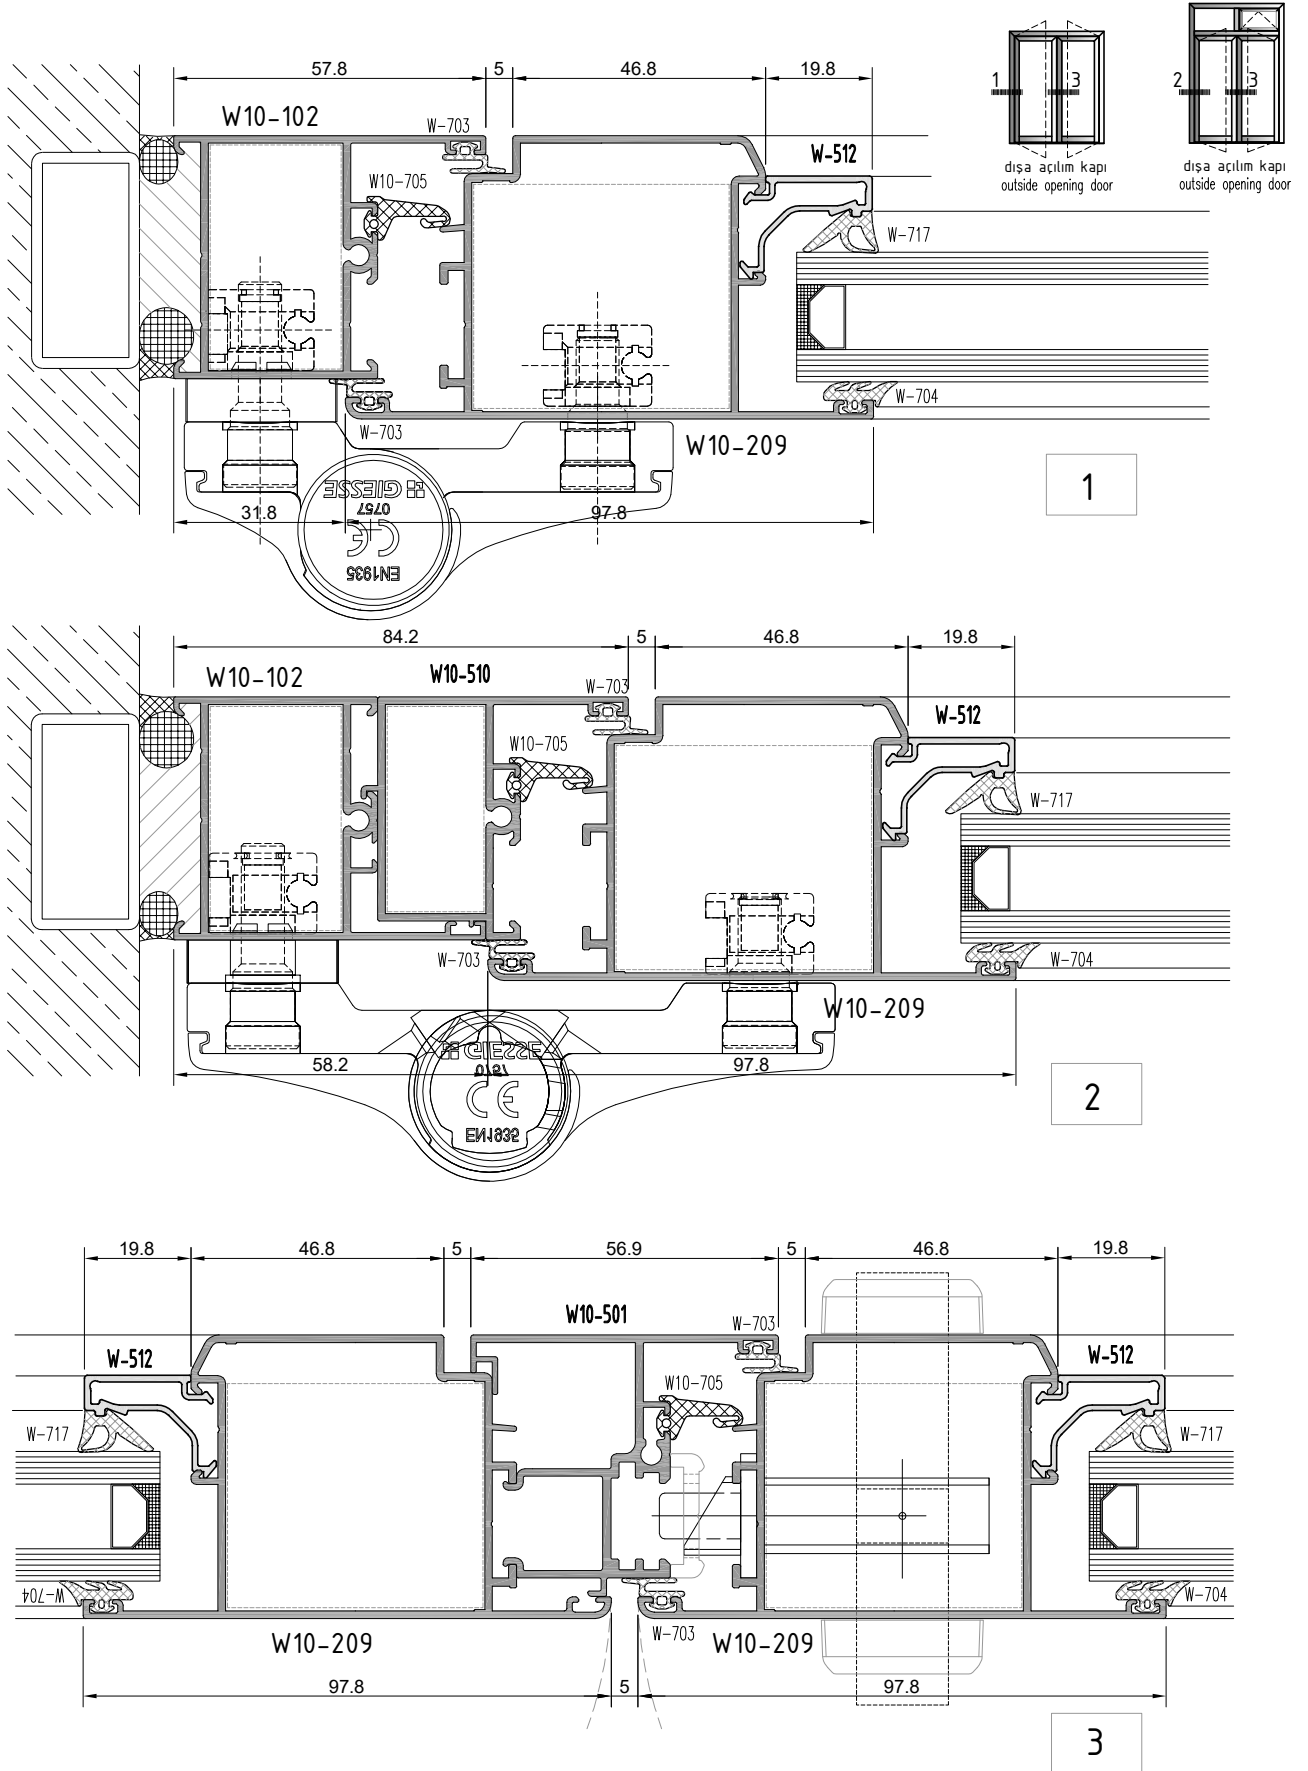 57.8
5
46.8
19.8
W10-102
W-703
W-512
W10-705
W-717
W-704
W-703
W10-209
GIESSE
0757
CE
EN1935
31.8
97.8
1
1
3
dışa açılım kapı
outside opening door
2
3
dışa açılım kapı
outside opening door
84.2
5
46.8
19.8
W10-102
W10-510
W-703
W-512
W10-705
W-717
W-703
W-704
W10-209
GIESSE
0757
CE
EN1935
58.2
97.8
2
19.8
46.8
5
56.9
5
46.8
19.8
W10-501
W-703
W-512
W-512
W10-705
W-717
W-717
W-704
W-704
W10-209
W-703
W10-209
97.8
5
97.8
3